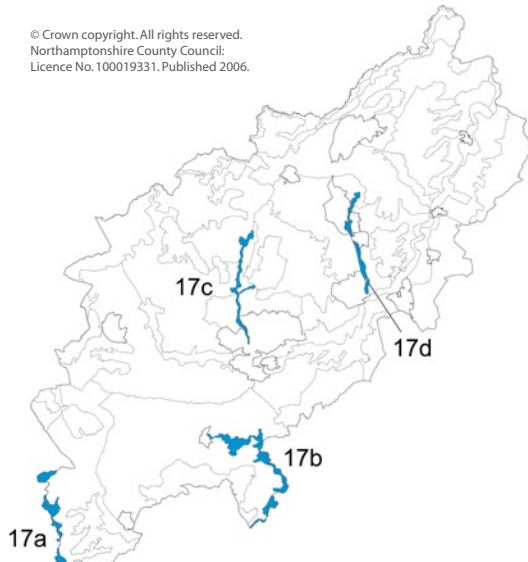 © Crown copyright. All rights reserved.
Northamptonshire County Council:
Licence No. 100019331. Published 2006.
17c
17d
17b
17a